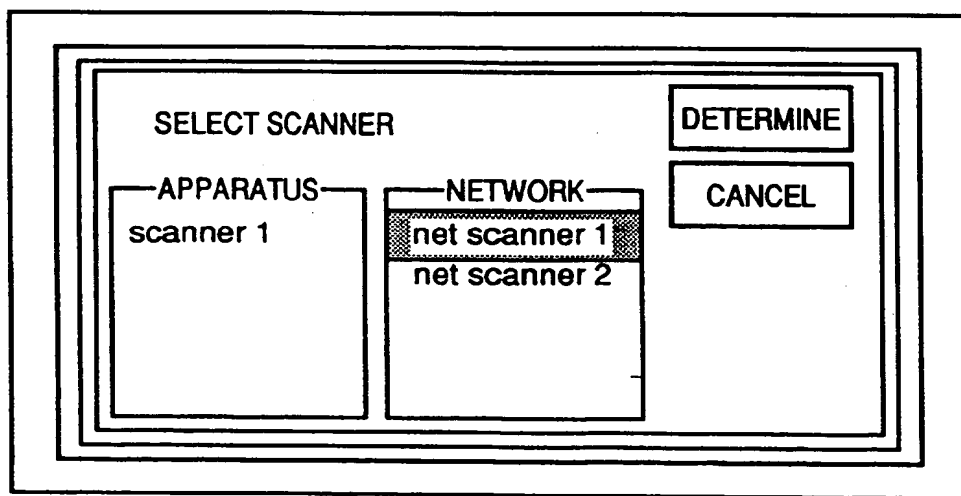 SELECT SCANNER
DETERMINE
CANCEL
APPARATUS
scanner 1
NETWORK
net scanner 1
net scanner 2